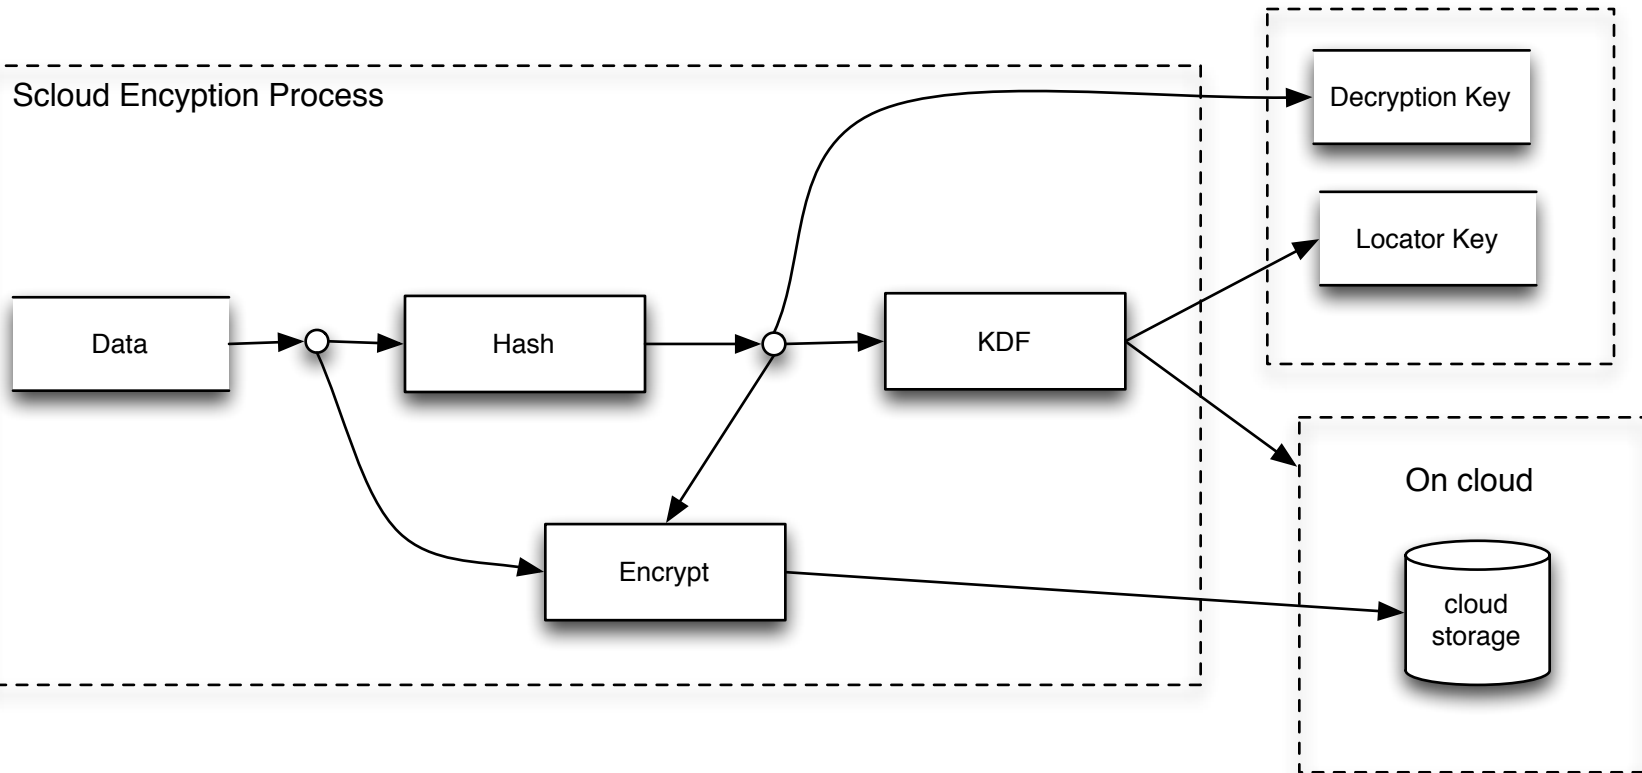 Scloud Encyption Process
Decryption Key
Locator Key
Data
Hash
KDF
Encrypt
On cloud
cloud
storage